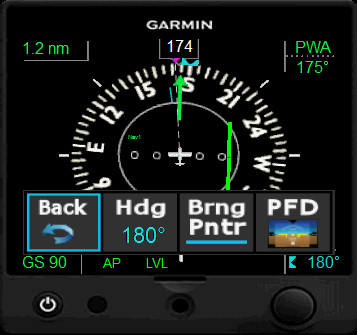 GARMIN
1.2 nm 174 PWA
175°
12 15 S 21 24 W
E
6
Nav1
Back Hdg Brng PFD
180° Pntr
GS 90 AP LVL 180°